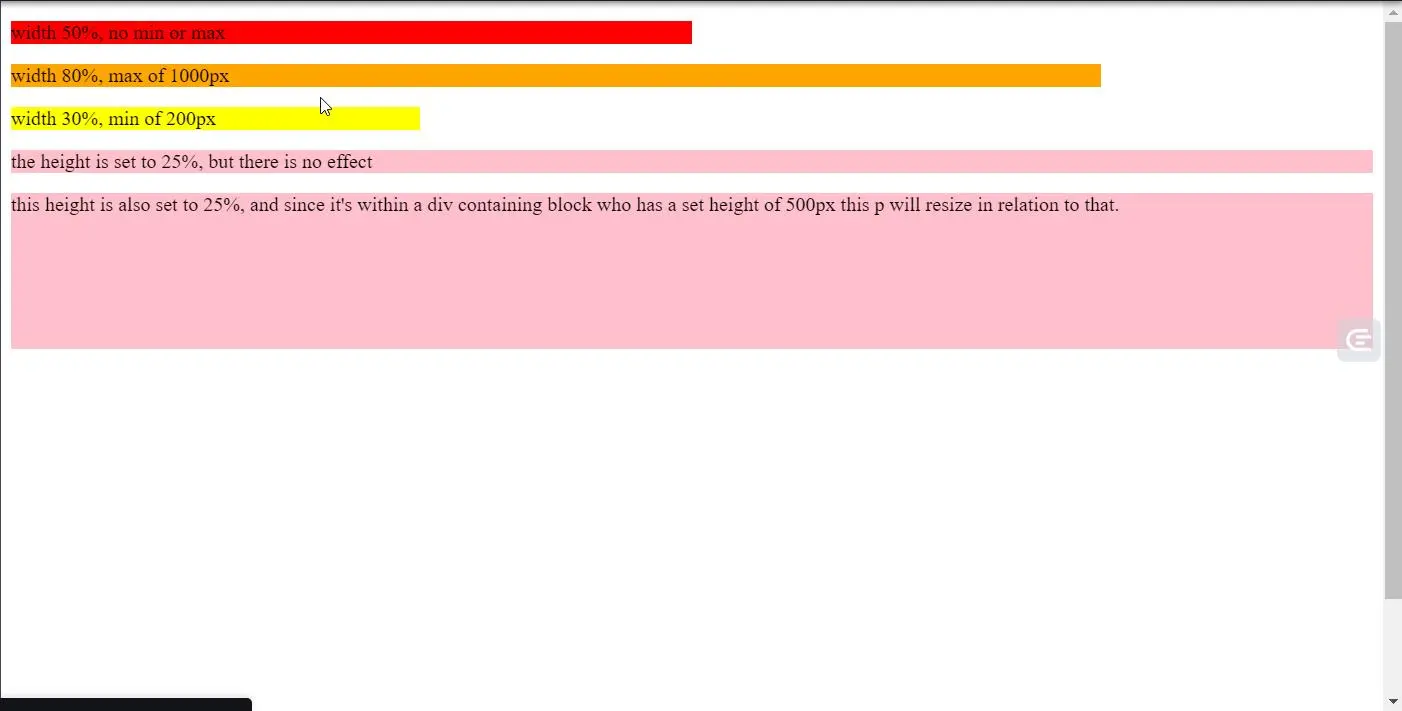 width 50%, no min or max
width 80%, max of 1000px
width 30%, min of 200px
the height is set to 25%, but there is no effect
this height is also set to 25%, and since it's within a div containing block who has a set height of 500px this p will resize in relation to that.